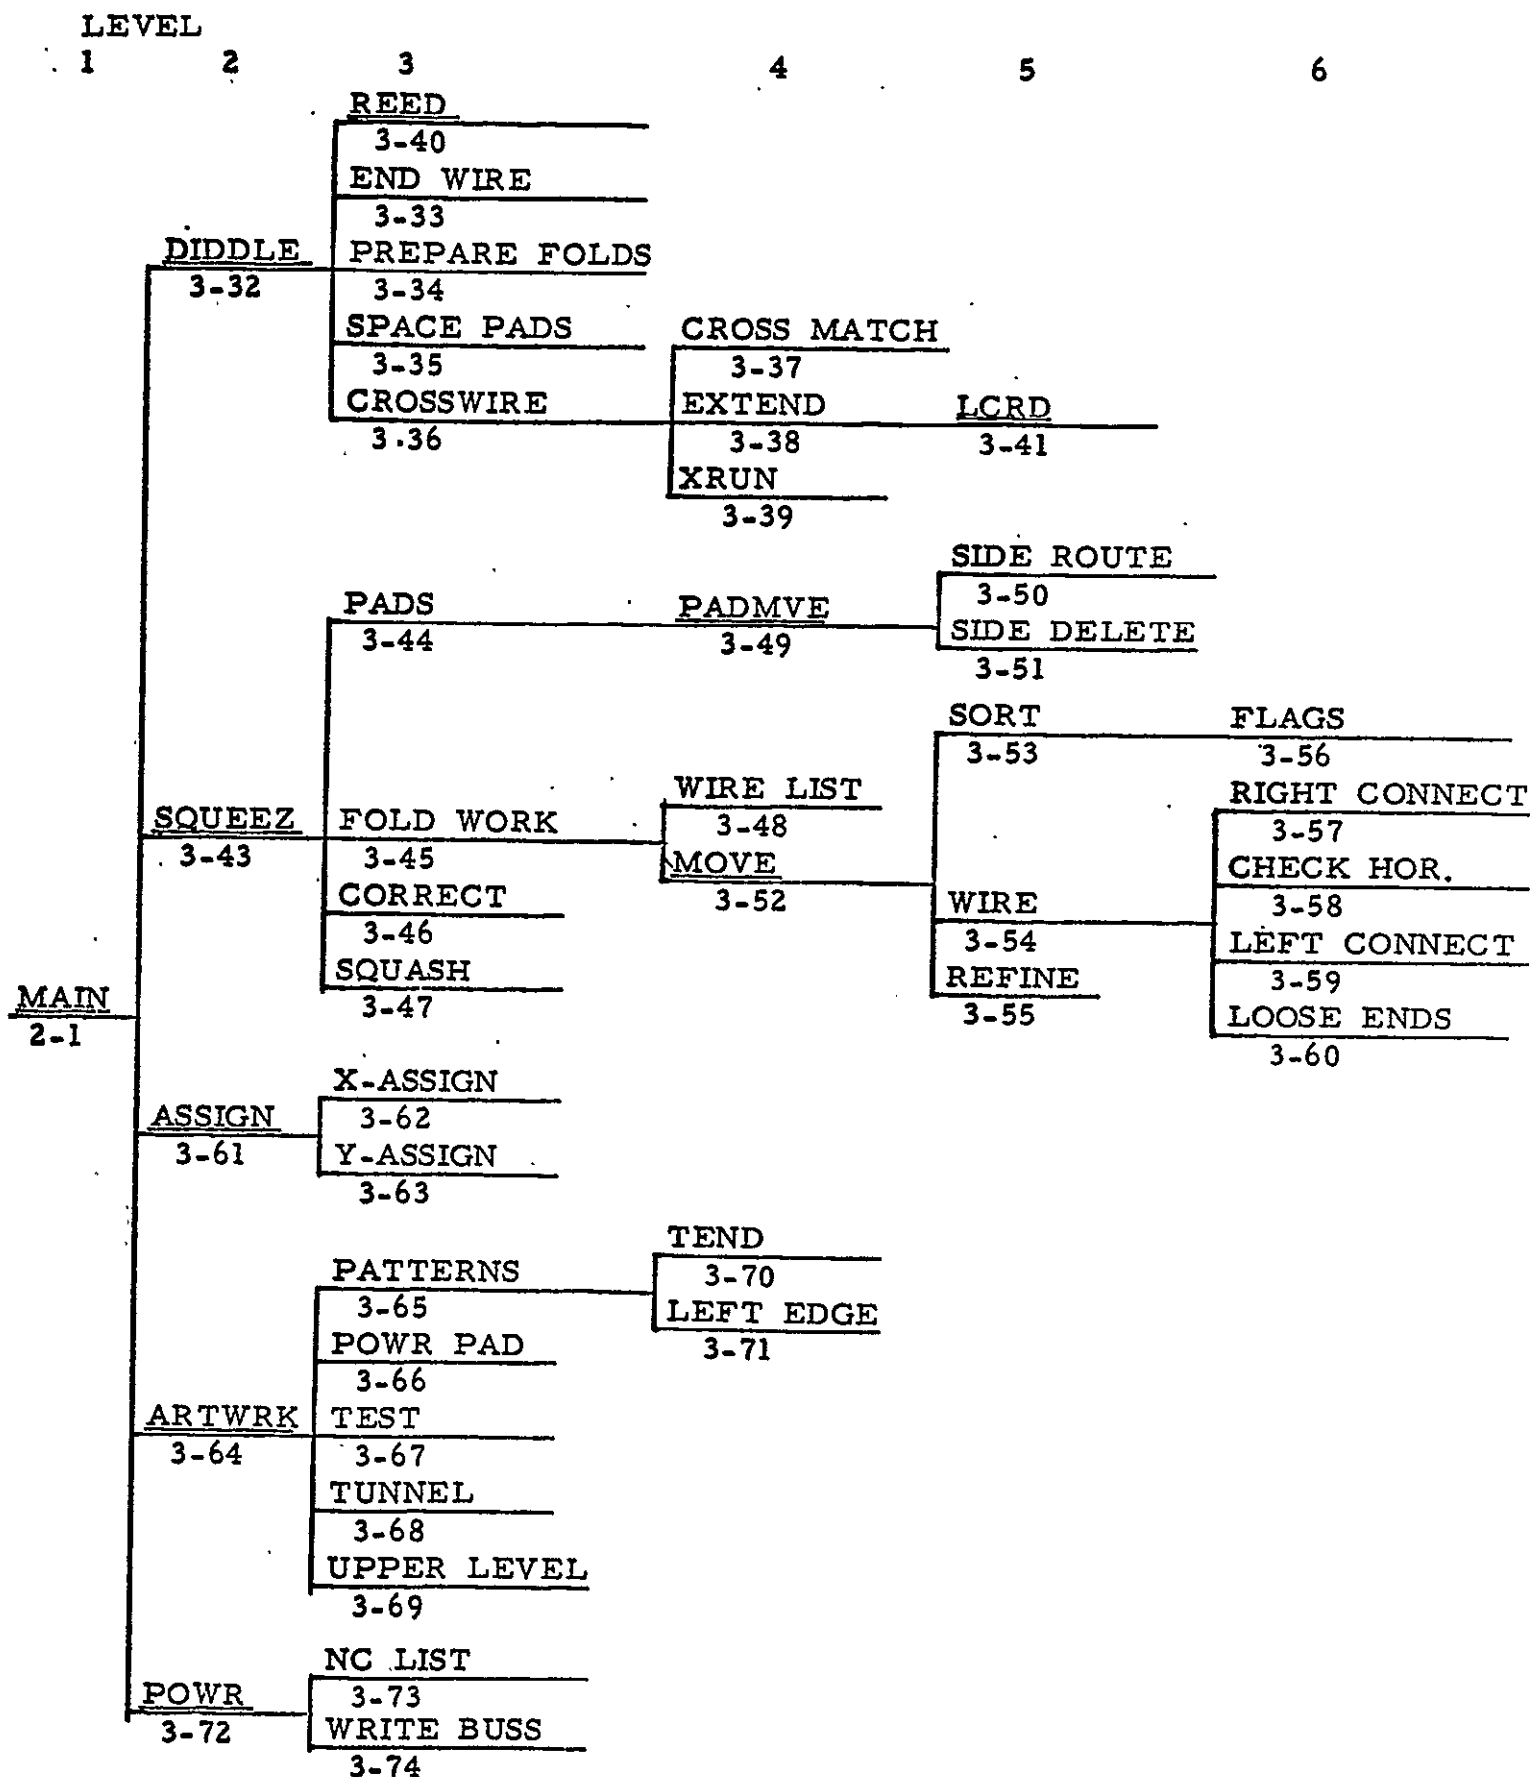 LEVEL
1 2 3 4 5 6
REED
3-40
END WIRE
3-33
DIDDLE PREPARE FOLDS
3-32 3-34
SPACE PADS CROSS MATCH
3-35 3-37
CROSSWIRE EXTEND LCRD
3.36 3-38 3-41
XRUN
3-39
SIDE ROUTE
3-50
PADS PADMVE SIDE DELETE
3-44 3-49 3-51
SORT FLAGS
3-53 3-56
WIRE LIST RIGHT CONNECT
3-48 3-57
SQUEEZ FOLD WORK MOVE CHECK HOR.
3-43 3-45 3-52 3-58
CORRECT WIRE LEFT CONNECT
3-46 3-54 3-59
SQUASH REFINE LOOSE ENDS
3-47 3-55 3-60
MAIN
2-1
X-ASSIGN
3-62
ASSIGN Y-ASSIGN
3-61 3-63
TEND
3-70
PATTERNS LEFT EDGE
3-65 3-71
POWR PAD
3-66
ARTWRK TEST
3-64 3-67
TUNNEL
3-68
UPPER LEVEL
3-69
NC LIST
3-73
POWR WRITE BUSS
3-72 3-74